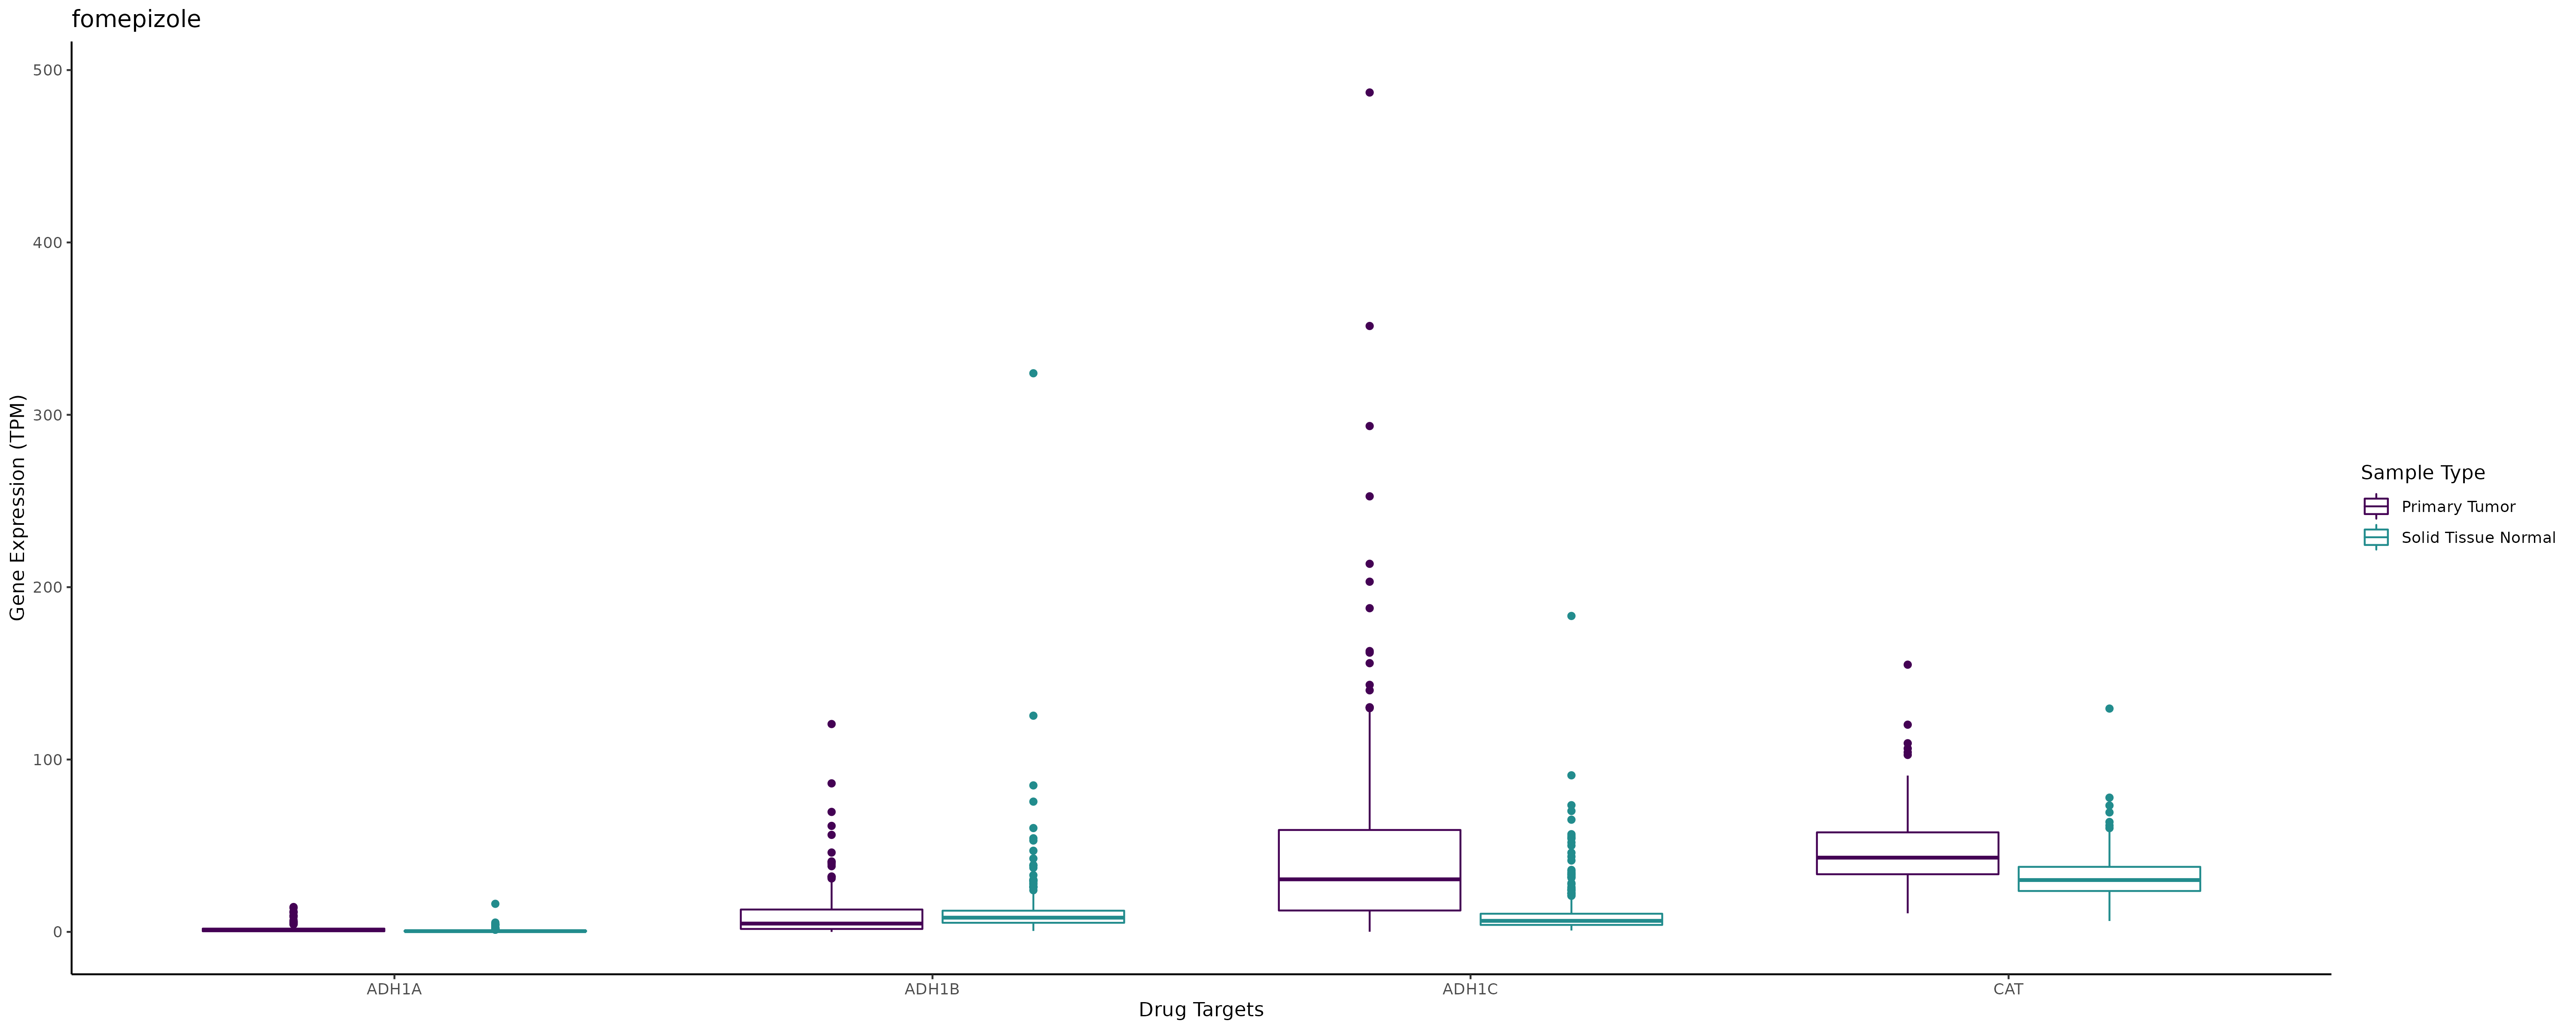 fomepizole
500
400
300
200
100
0
Gene Expression (TPM)
ADH1A
ADH1B
ADH1C
CAT
Drug Targets
Sample Type
Primary Tumor
Solid Tissue Normal